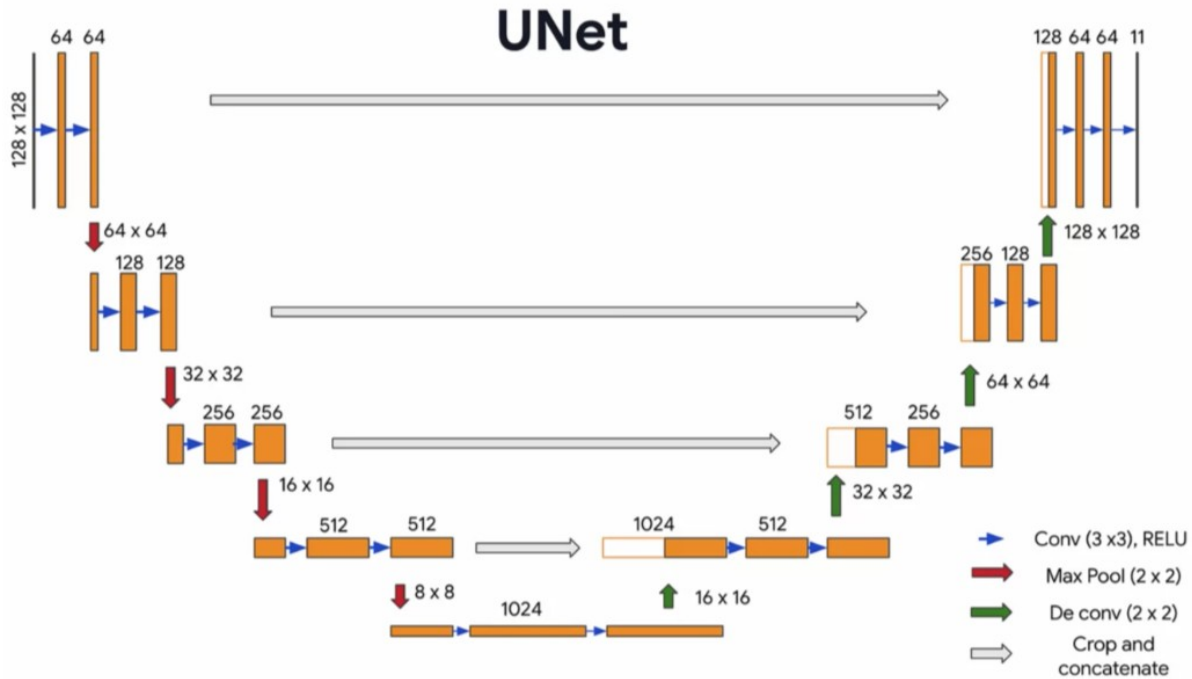 UNet
64 64
128 64 64 11
128 x 128
64 x 64
128 x 128
128 128
256 128
32 x 32
64 x 64
256 256
512 256
16 x 16
32 x 32
512 512
1024 512
8 x 8
16 x 16
1024
Conv (3 x3), RELU
Max Pool (2 x 2)
De conv (2 x 2)
Crop and
concatenate